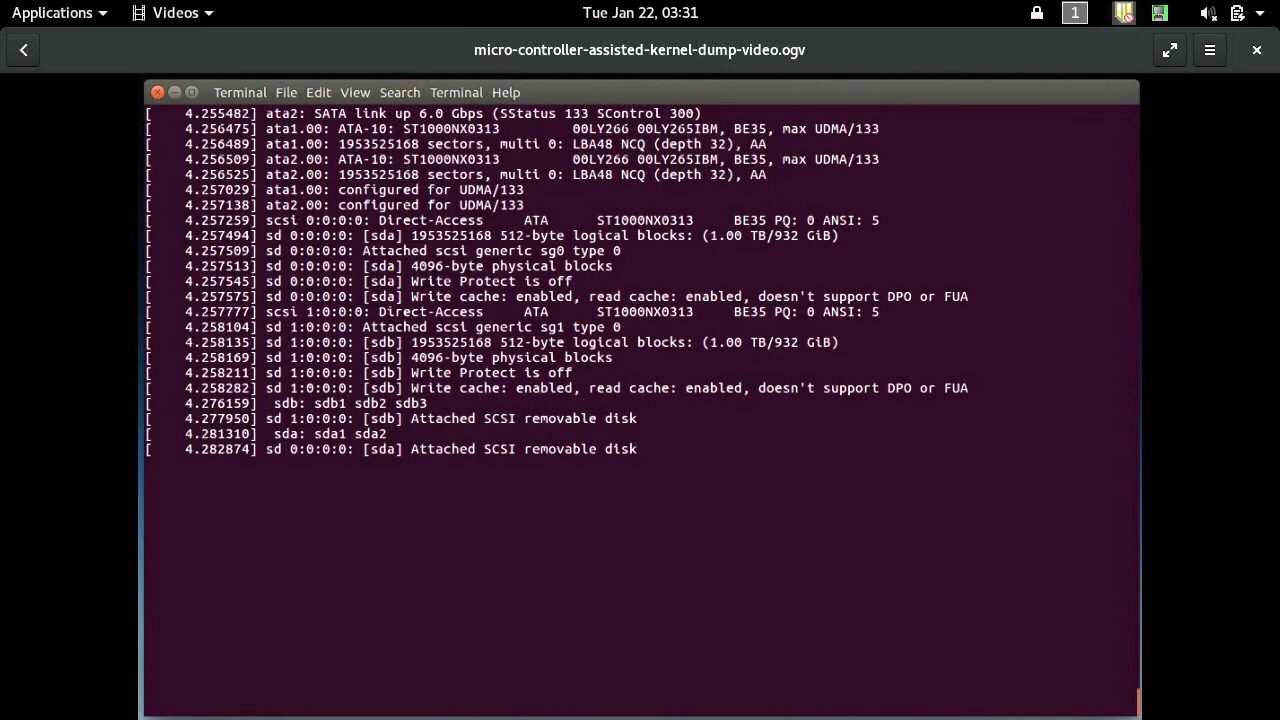 Applications Videos Tue Jan 22, 03:31 1
micro-controller-assisted-kernel-dump-video.ogv
Terminal File Edit View Search Terminal Help
[    4.255482] ata2: SATA link up 6.0 Gbps (SStatus 133 SControl 300)
[    4.256475] ata1.00: ATA-10: ST1000NX0313         00LY266 00LY265IBM, BE35, max UDMA/133
[    4.256489] ata1.00: 1953525168 sectors, multi 0: LBA48 NCQ (depth 32), AA
[    4.256509] ata2.00: ATA-10: ST1000NX0313         00LY266 00LY265IBM, BE35, max UDMA/133
[    4.256525] ata2.00: 1953525168 sectors, multi 0: LBA48 NCQ (depth 32), AA
[    4.257029] ata1.00: configured for UDMA/133
[    4.257138] ata2.00: configured for UDMA/133
[    4.257259] scsi 0:0:0:0: Direct-Access     ATA      ST1000NX0313     BE35 PQ: 0 ANSI: 5
[    4.257494] sd 0:0:0:0: [sda] 1953525168 512-byte logical blocks: (1.00 TB/932 GiB)
[    4.257509] sd 0:0:0:0: Attached scsi generic sg0 type 0
[    4.257513] sd 0:0:0:0: [sda] 4096-byte physical blocks
[    4.257545] sd 0:0:0:0: [sda] Write Protect is off
[    4.257575] sd 0:0:0:0: [sda] Write cache: enabled, read cache: enabled, doesn't support DPO or FUA
[    4.257777] scsi 1:0:0:0: Direct-Access     ATA      ST1000NX0313     BE35 PQ: 0 ANSI: 5
[    4.258104] sd 1:0:0:0: Attached scsi generic sg1 type 0
[    4.258135] sd 1:0:0:0: [sdb] 1953525168 512-byte logical blocks: (1.00 TB/932 GiB)
[    4.258169] sd 1:0:0:0: [sdb] 4096-byte physical blocks
[    4.258211] sd 1:0:0:0: [sdb] Write Protect is off
[    4.258282] sd 1:0:0:0: [sdb] Write cache: enabled, read cache: enabled, doesn't support DPO or FUA
[    4.276159]  sdb: sdb1 sdb2 sdb3
[    4.277950] sd 1:0:0:0: [sdb] Attached SCSI removable disk
[    4.281310]  sda: sda1 sda2
[    4.282874] sd 0:0:0:0: [sda] Attached SCSI removable disk